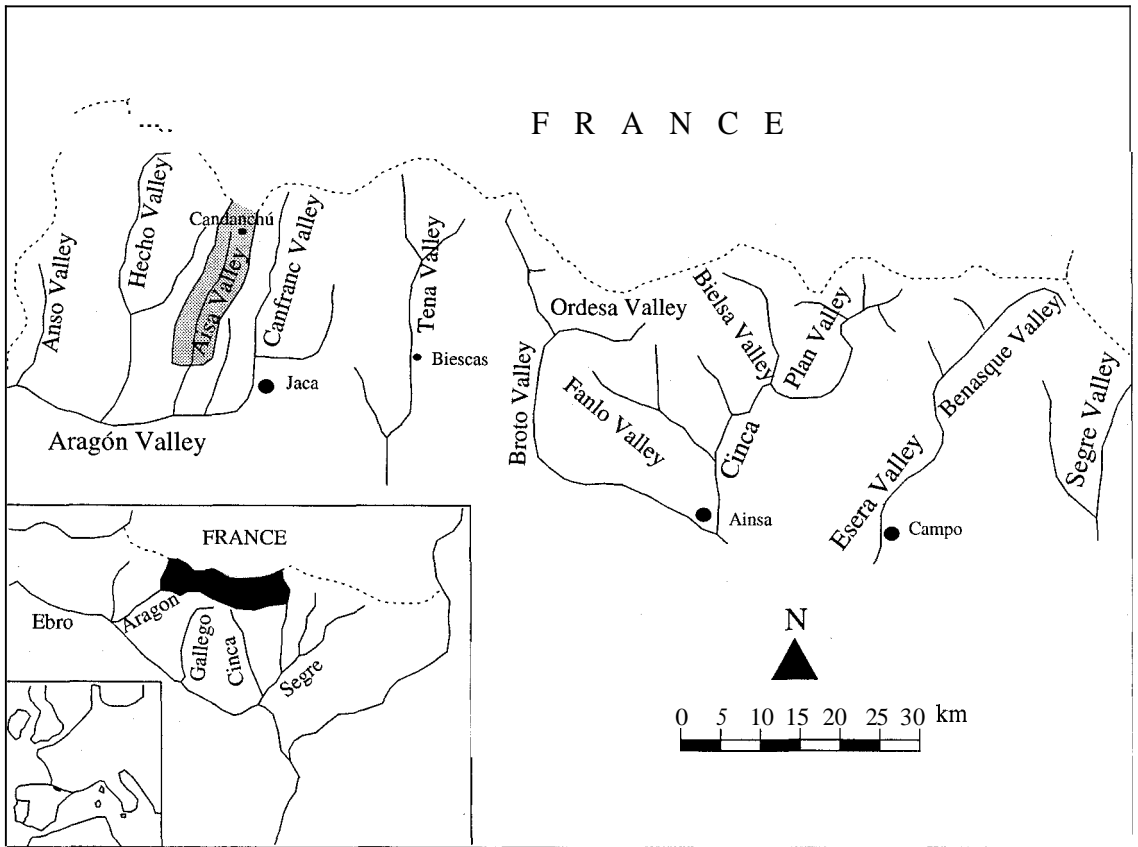 FRANCE
Anso Valley
Hecho Valley
Candanchú
Aisa Valley
Canfranc Valley
Tena Valley
Biescas
Jaca
Aragón Valley
Ordesa Valley
Broto Valley
Fanlo Valley
Bielsa Valley
Plan Valley
Cinca
Ainsa
Benasque Valley
Esera Valley
Campo
Segre Valley
FRANCE
Ebro
Aragon
Gallego
Cinca
Segre
N
0 5 10 15 20 25 30 km